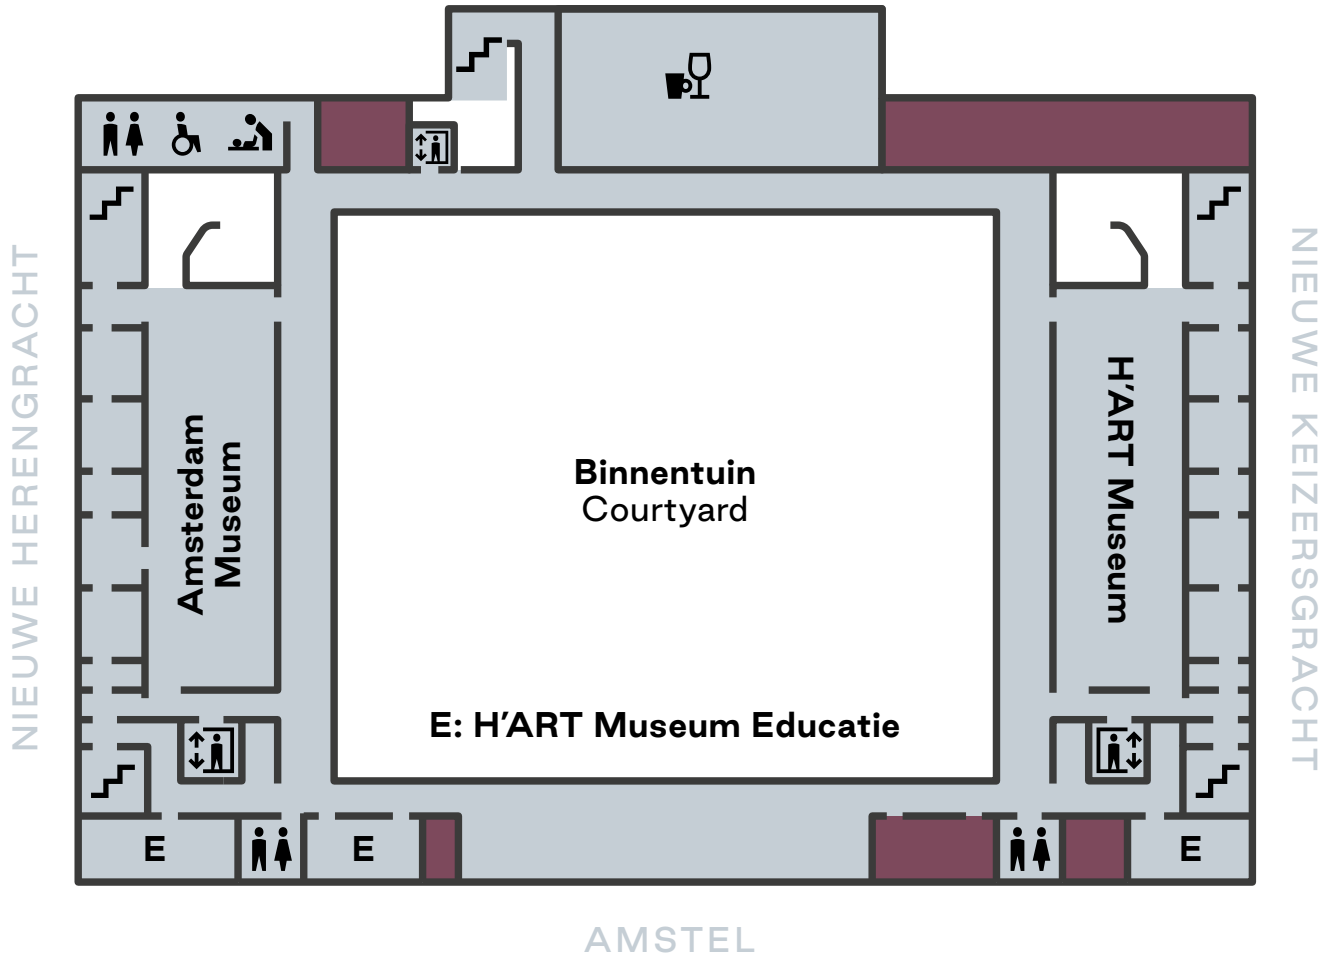 NIEUWE HERENGRACHT
Amsterdam
Museum
Binnentuin
Courtyard
E: H’ART Museum Educatie
H’ART Museum
NIEUWE KEIZERSGRACHT
E
E
E
AMSTEL